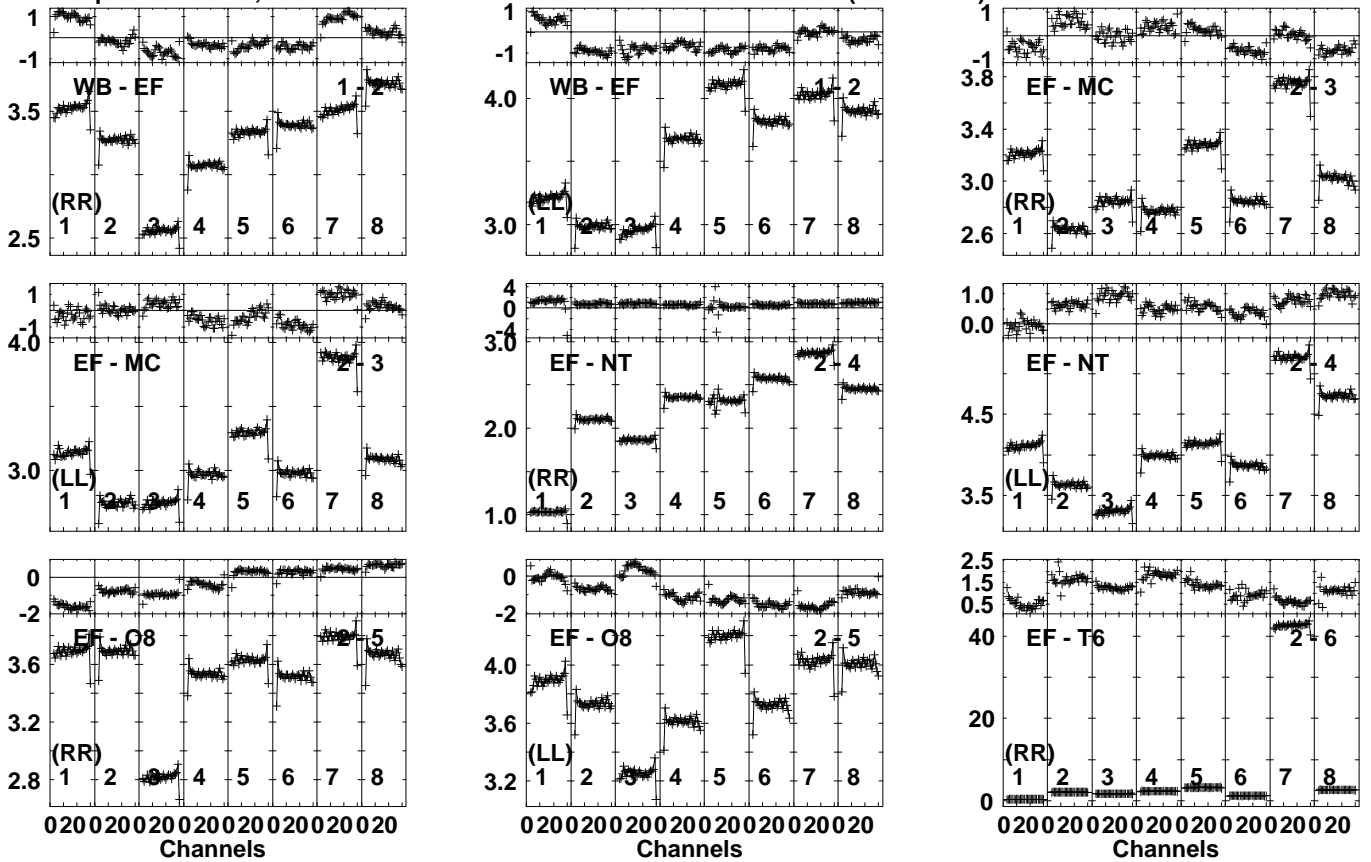 1
-1
WB - EF
1 - 2
3.5
2.5
(RR)
1 2 3 4 5 6 7 8
1
-1
WB - EF
1 - 2
4.0
3.0
(LL)
1 2 3 4 5 6 7 8
1
-1
EF - MC
2 - 3
3.8
3.4
3.0
2.6
(RR)
1 2 3 4 5 6 7 8
1
-1
EF - MC
2 - 3
4.0
3.0
(LL)
1 2 3 4 5 6 7 8
4
0
-4
EF - NT
2 - 4
3.0
2.0
1.0
(RR)
1 2 3 4 5 6 7 8
1.0
0.0
EF - NT
2 - 4
4.5
3.5
(LL)
1 2 3 4 5 6 7 8
0
-2
EF - O8
2 - 5
3.6
3.2
2.8
(RR)
1 2 3 4 5 6 7 8
0 20 0 20 0 20 0 20 0 20 0 20 0 20 0 20
Channels
0
-2
EF - O8
2 - 5
4.0
3.6
3.2
(LL)
1 2 3 4 5 6 7 8
0 20 0 20 0 20 0 20 0 20 0 20 0 20 0 20
Channels
2.5
1.5
0.5
EF - T6
2 - 6
40
20
0
(RR)
1 2 3 4 5 6 7 8
0 20 0 20 0 20 0 20 0 20 0 20 0 20 0 20
Channels